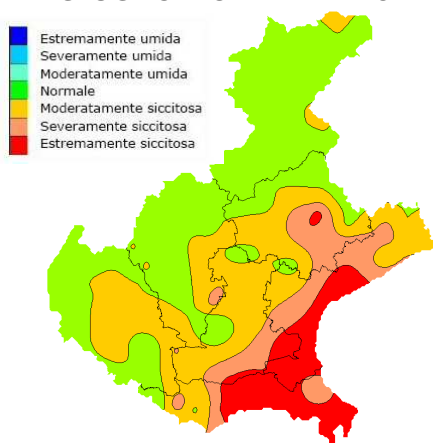 Estremamente umida
Severamente umida
Moderatamente umida
Normale
Moderatamente siccitosa
Severamente siccitosa
Estremamente siccitosa